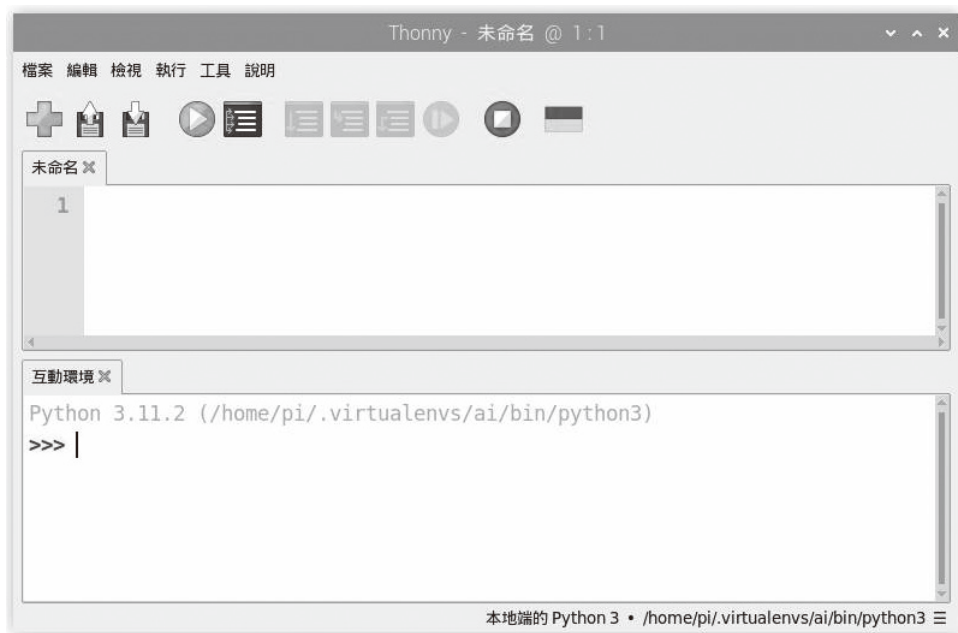 Thonny - 未命名 @ 1:1
檔案 編輯 檢視 執行 工具 說明
未命名
1
互動環境
Python 3.11.2 (/home/pi/.virtualenvs/ai/bin/python3)
>>>
本地端的 Python 3 • /home/pi/.virtualenvs/ai/bin/python3 ☰